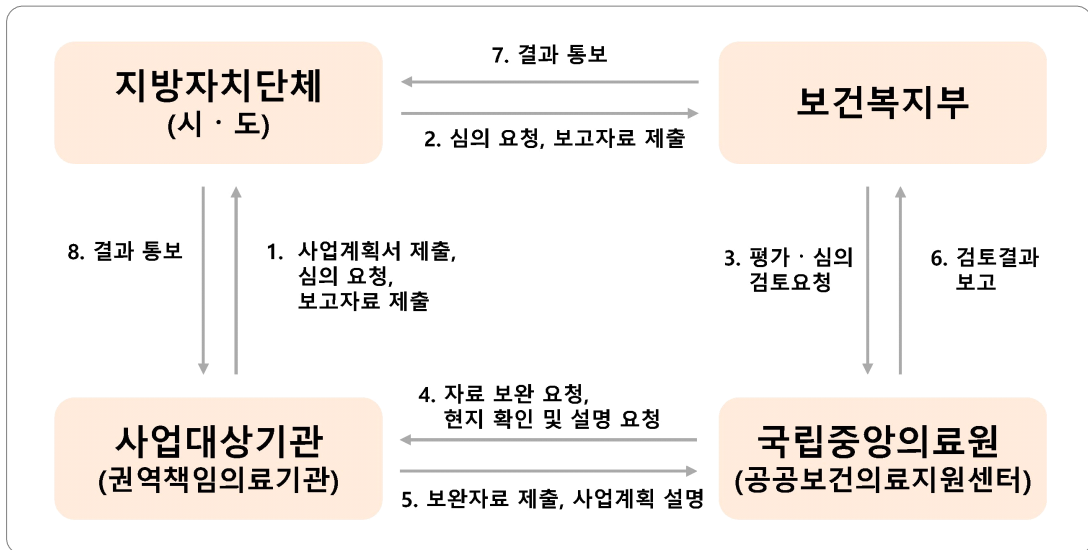 지방자치단체
(시 · 도)
7. 결과 통보
2. 심의 요청, 보고자료 제출
보건복지부
8. 결과 통보
1. 사업계획서 제출,
심의 요청,
보고자료 제출
3. 평가 · 심의
검토요청
6. 검토결과
보고
사업대상기관
(권역책임의료기관)
4. 자료 보완 요청,
현지 확인 및 설명 요청
5. 보완자료 제출, 사업계획 설명
국립중앙의료원
(공공보건의료지원센터)